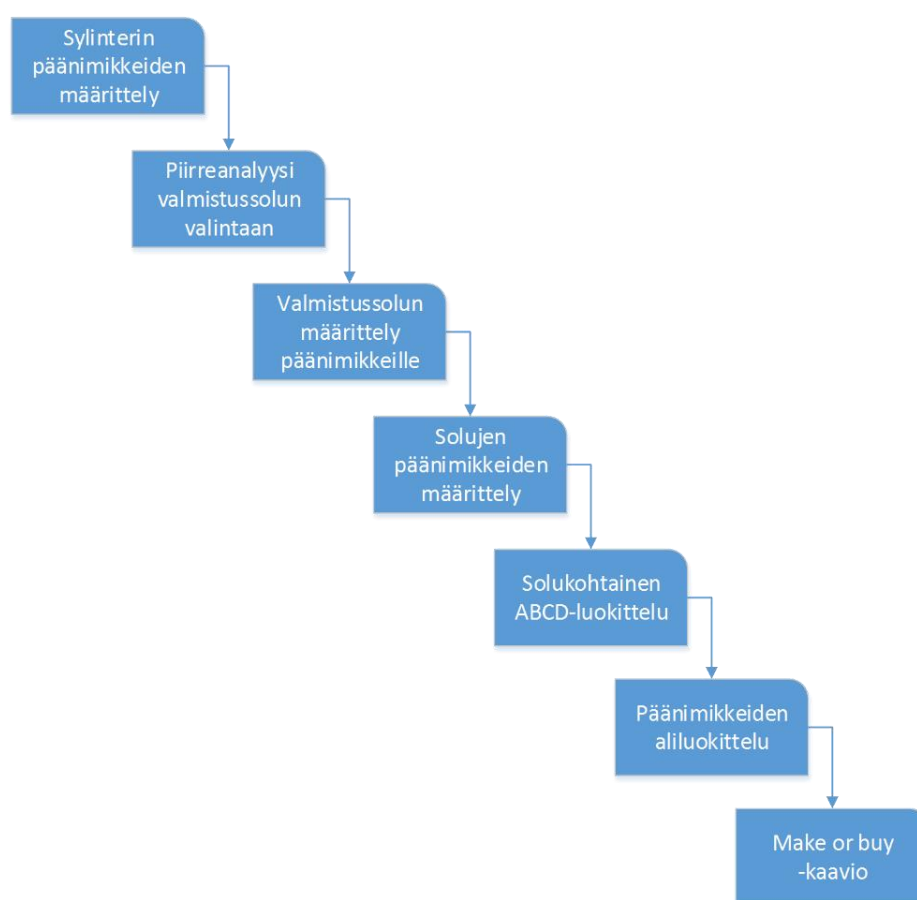 Sylinterin
päänimikkeiden
määrittely
Piirreanalyysi
valmistussolun
valintaan
Valmistussolun
määrittely
päänimikkeille
Solujen
päänimikkeiden
määrittely
Solukohtainen
ABCD-luokittelu
Päänimikkeiden
aliluokittelu
Make or buy
-kaavio